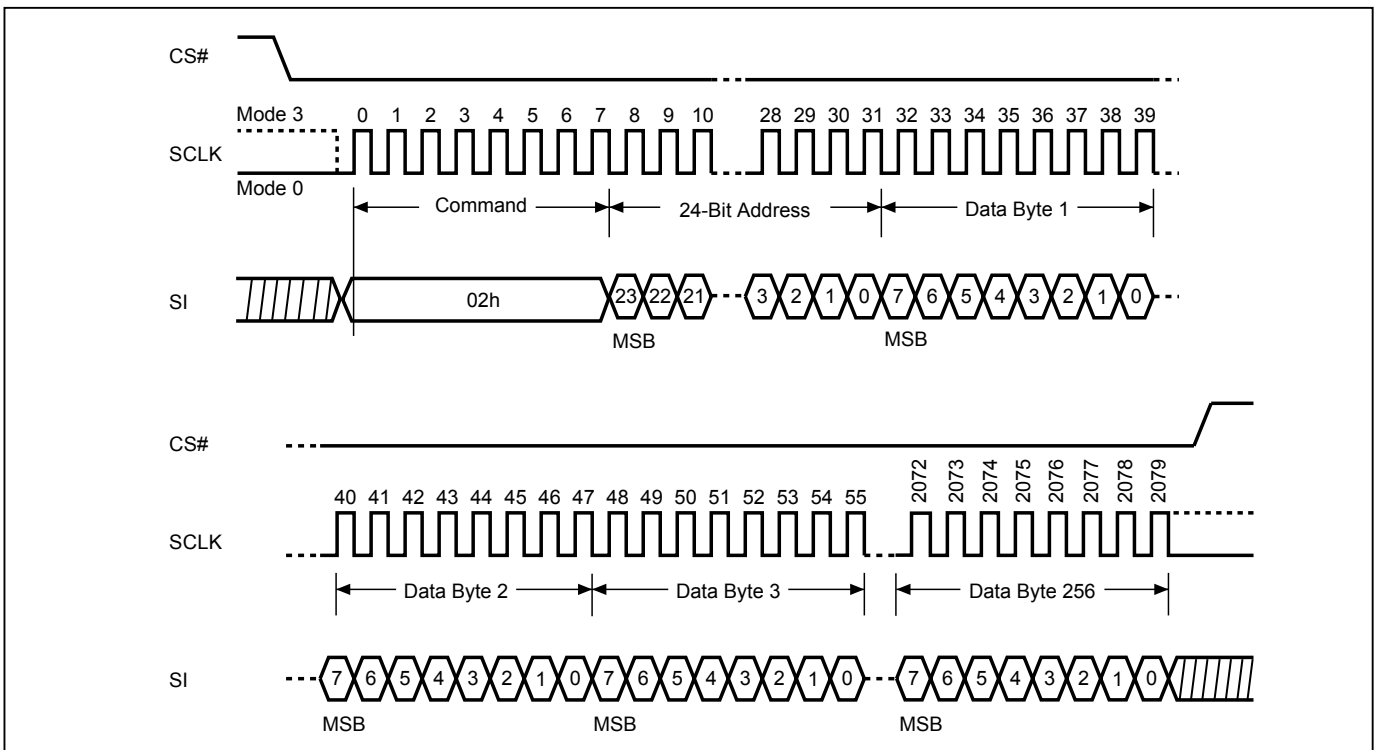 CS#
Mode 3 0 1 2 3 4 5 6 7 8 9 10 28 29 30 31 32 33 34 35 36 37 38 39
SCLK
Mode 0
Command 24-Bit Address Data Byte 1
SI 02h 23 22 21 3 2 1 0 7 6 5 4 3 2 1 0
MSB MSB
CS#
40 41 42 43 44 45 46 47 48 49 50 51 52 53 54 55 2072 2073 2074 2075 2076 2077 2078 2079
SCLK
Data Byte 2 Data Byte 3 Data Byte 256
SI 7 6 5 4 3 2 1 0 7 6 5 4 3 2 1 0 7 6 5 4 3 2 1 0
MSB MSB MSB